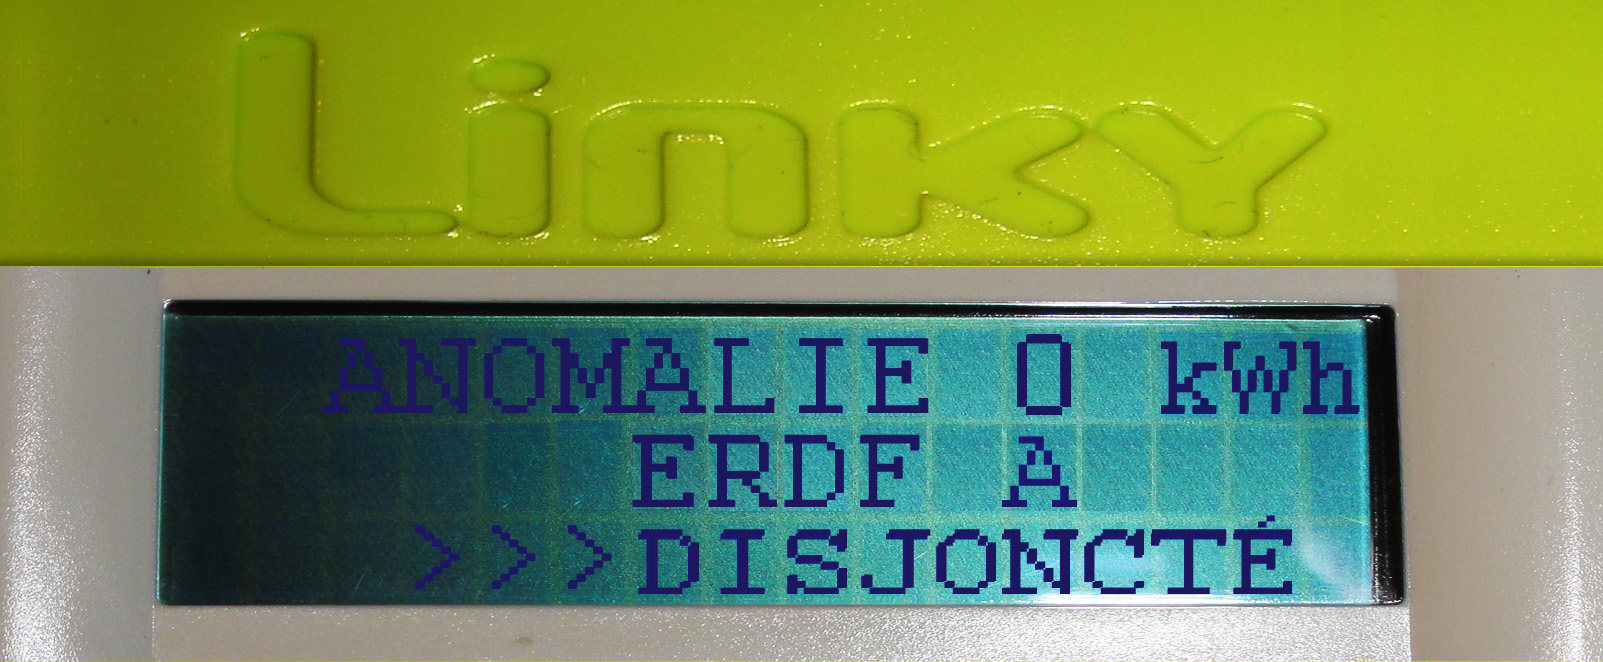 Linky
ANOMALIE 0 kWh
ERDF A
>>>DISJONCTÉ